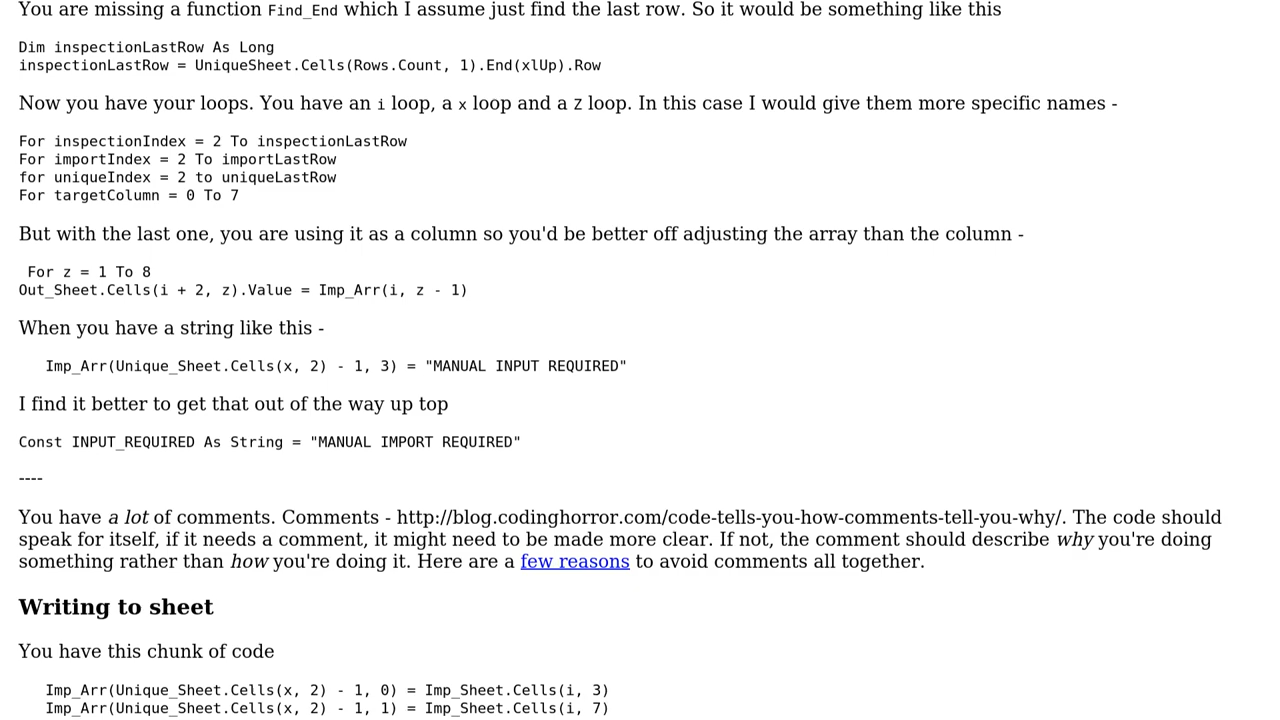 You are missing a function Find_End which I assume just find the last row. So it would be something like this
Dim inspectionLastRow As Long
inspectionLastRow = UniqueSheet.Cells(Rows.Count, 1).End(xlUp).Row
Now you have your loops. You have an i loop, a x loop and a z loop. In this case I would give them more specific names -
For inspectionIndex = 2 To inspectionLastRow
For importIndex = 2 To importLastRow
for uniqueIndex = 2 to uniqueLastRow
For targetColumn = 0 To 7
But with the last one, you are using it as a column so you'd be better off adjusting the array than the column -
For z = 1 To 8
Out_Sheet.Cells(i + 2, z).Value = Imp_Arr(i, z - 1)
When you have a string like this -
Imp_Arr(Unique_Sheet.Cells(x, 2) - 1, 3) = "MANUAL INPUT REQUIRED"
I find it better to get that out of the way up top
Const INPUT_REQUIRED As String = "MANUAL IMPORT REQUIRED"
----
You have a lot of comments. Comments - http://blog.codinghorror.com/code-tells-you-how-comments-tell-you-why/. The code should
speak for itself, if it needs a comment, it might need to be made more clear. If not, the comment should describe why you're doing
something rather than how you're doing it. Here are a few reasons to avoid comments all together.
Writing to sheet
You have this chunk of code
Imp_Arr(Unique_Sheet.Cells(x, 2) - 1, 0) = Imp_Sheet.Cells(i, 3)
Imp_Arr(Unique_Sheet.Cells(x, 2) - 1, 1) = Imp_Sheet.Cells(i, 7)